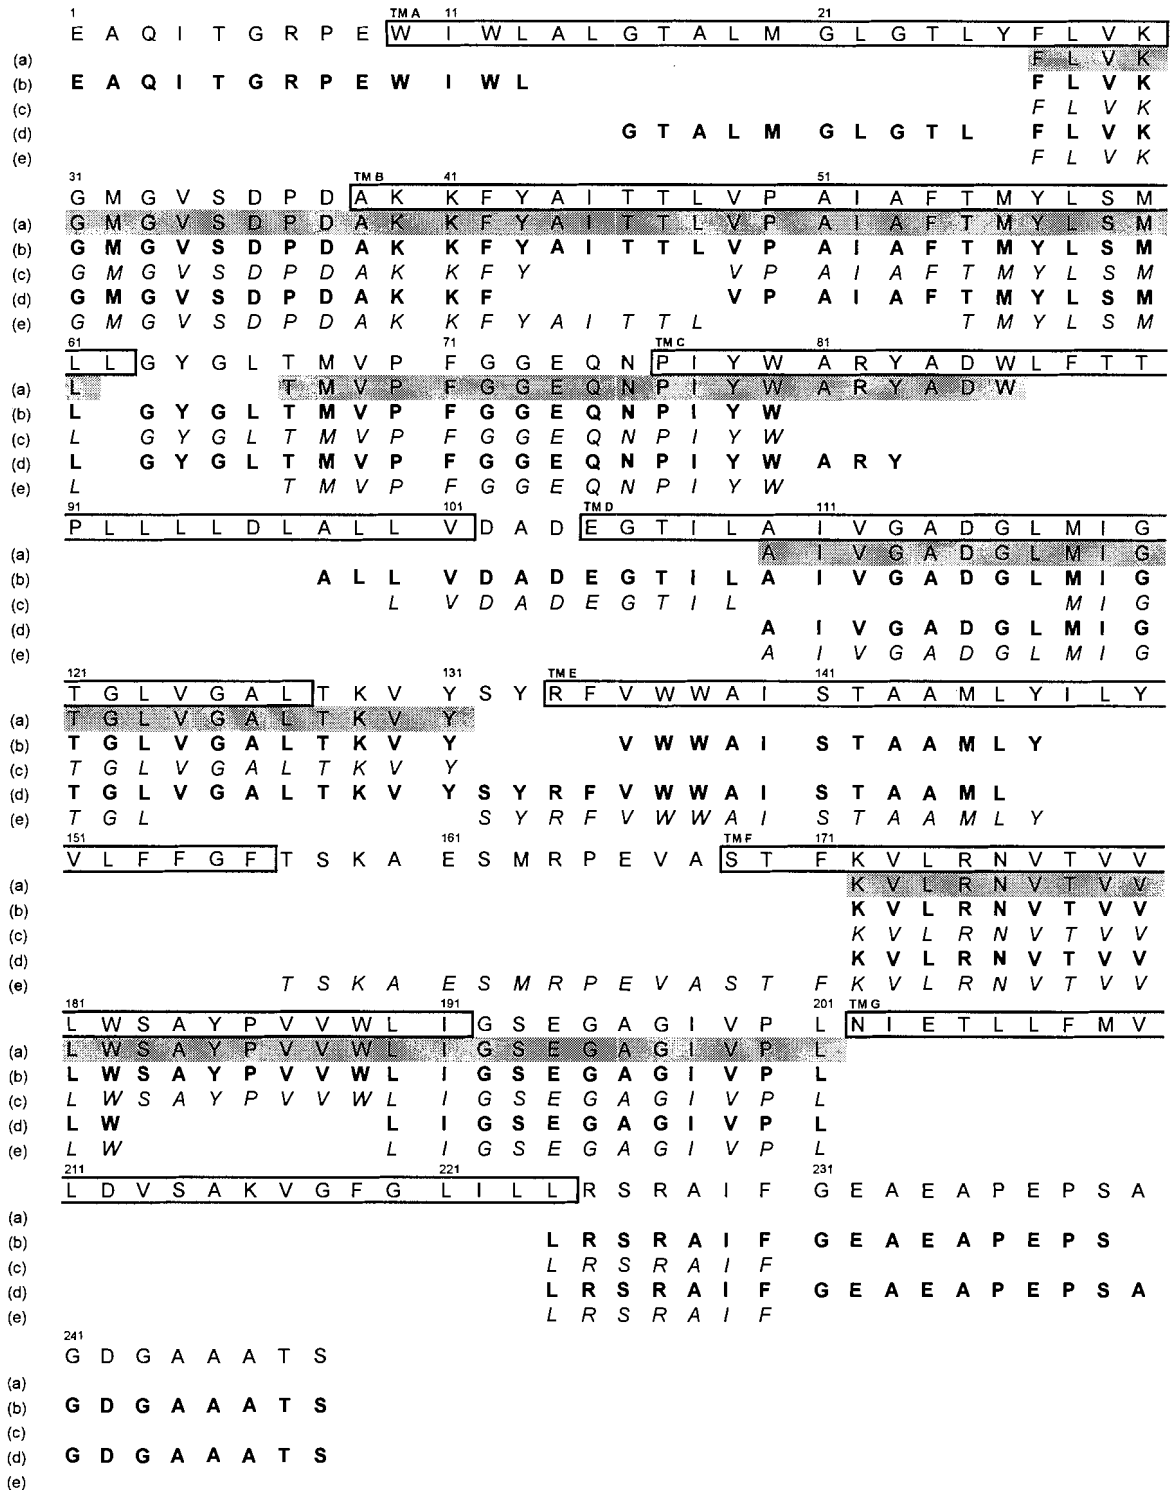 1 TM A 11 21
E A Q I T G R P E W I W L A L G T A L M G L G T L Y F L V K
(a) F L V K
(b) E A Q I T G R P E W I W L F L V K
(c) F L V K
(d) G T A L M G L G T L F L V K
(e) F L V K
31 TM B 41 51
G M G V S D P D A K K F Y A I T T L V P A I A F T M Y L S M
(a) G M G V S D P D A K K F Y A I T T L V P A I A F T M Y L S M
(b) G M G V S D P D A K K F Y A I T T L V P A I A F T M Y L S M
(c) G M G V S D P D A K K F Y V P A I A F T M Y L S M
(d) G M G V S D P D A K K F V P A I A F T M Y L S M
(e) G M G V S D P D A K K F Y A I T T L T M Y L S M
61 71 TM C 81
L L G Y G L T M V P F G G E Q N P I Y W A R Y A D W L F T T
(a) L T M V P F G G E Q N P I Y W A R Y A D W
(b) L G Y G L T M V P F G G E Q N P I Y W
(c) L G Y G L T M V P F G G E Q N P I Y W
(d) L G Y G L T M V P F G G E Q N P I Y W A R Y
(e) L T M V P F G G E Q N P I Y W
91 101 TM D 111
P L L L L D L A L L V D A D E G T I L A I V G A D G L M I G
(a) A I V G A D G L M I G
(b) A L L V D A D E G T I L A I V G A D G L M I G
(c) L V D A D E G T I L M I G
(d) A I V G A D G L M I G
(e) A I V G A D G L M I G
121 131 TM E 141
T G L V G A L T K V Y S Y R F V W W A I S T A A M L Y I L Y
(a) T G L V G A L T K V Y
(b) T G L V G A L T K V Y V W W A I S T A A M L Y
(c) T G L V G A L T K V Y
(d) T G L V G A L T K V Y S Y R F V W W A I S T A A M L
(e) T G L S Y R F V W W A I S T A A M L Y
151 161 TM F 171
V L F F G F T S K A E S M R P E V A S T F K V L R N V T V V
(a) K V L R N V T V V
(b) K V L R N V T V V
(c) K V L R N V T V V
(d) K V L R N V T V V
(e) T S K A E S M R P E V A S T F K V L R N V T V V
181 191 201 TM G
L W S A Y P V V W L I G S E G A G I V P L N I E T L L F M V
(a) L W S A Y P V V W L I G S E G A G I V P L
(b) L W S A Y P V V W L I G S E G A G I V P L
(c) L W S A Y P V V W L I G S E G A G I V P L
(d) L W L I G S E G A G I V P L
(e) L W L I G S E G A G I V P L
211 221 231
L D V S A K V G F G L I L L R S R A I F G E A E A P E P S A
(a)
(b) L R S R A I F G E A E A P E P S
(c) L R S R A I F
(d) L R S R A I F G E A E A P E P S A
(e) L R S R A I F
241
G D G A A A T S
(a)
(b) G D G A A A T S
(c)
(d) G D G A A A T S
(e)